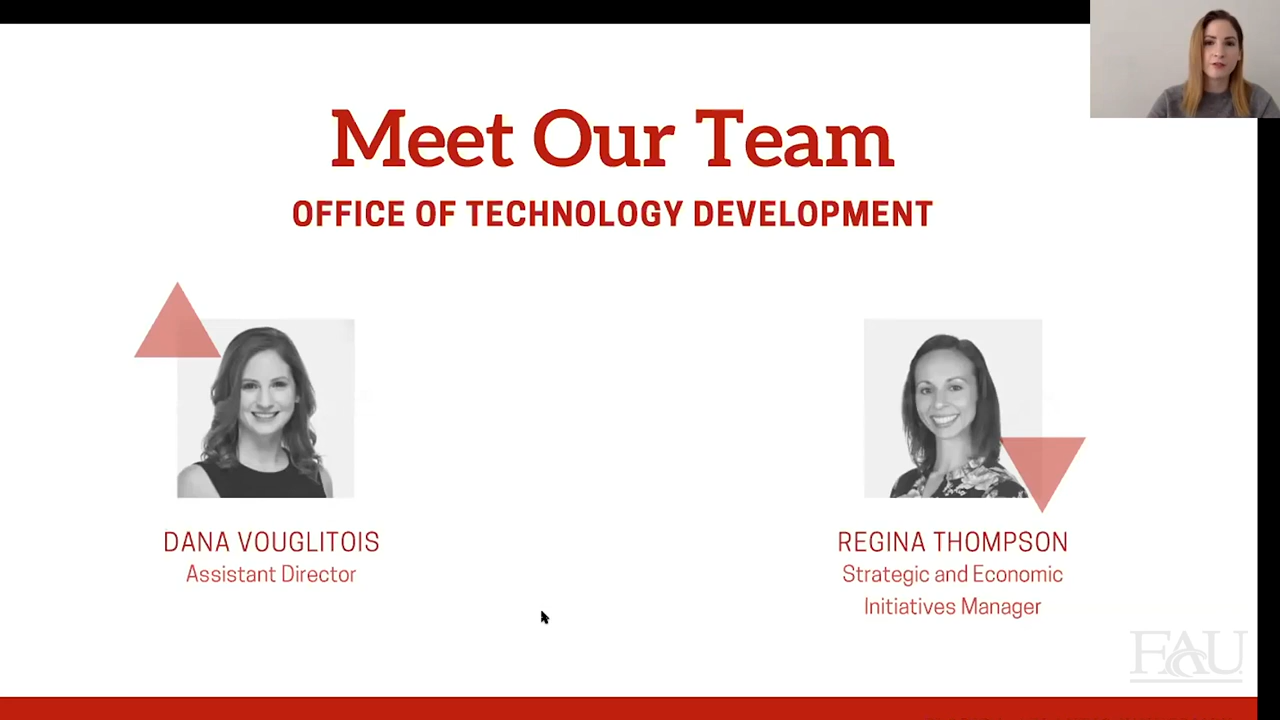 Meet Our Team
OFFICE OF TECHNOLOGY DEVELOPMENT
DANA VOUGLITOIS
Assistant Director
REGINA THOMPSON
Strategic and Economic
Initiatives Manager
FAU